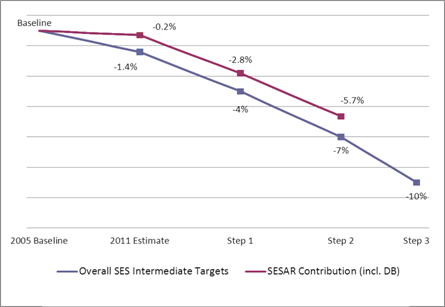 Baseline
-0.2%
-1.4%
-2.8%
-4%
-5.7%
-7%
-10%
2005 Baseline 2011 Estimate Step 1 Step 2 Step 3
Overall SES Intermediate Targets SESAR Contribution (incl. DB)